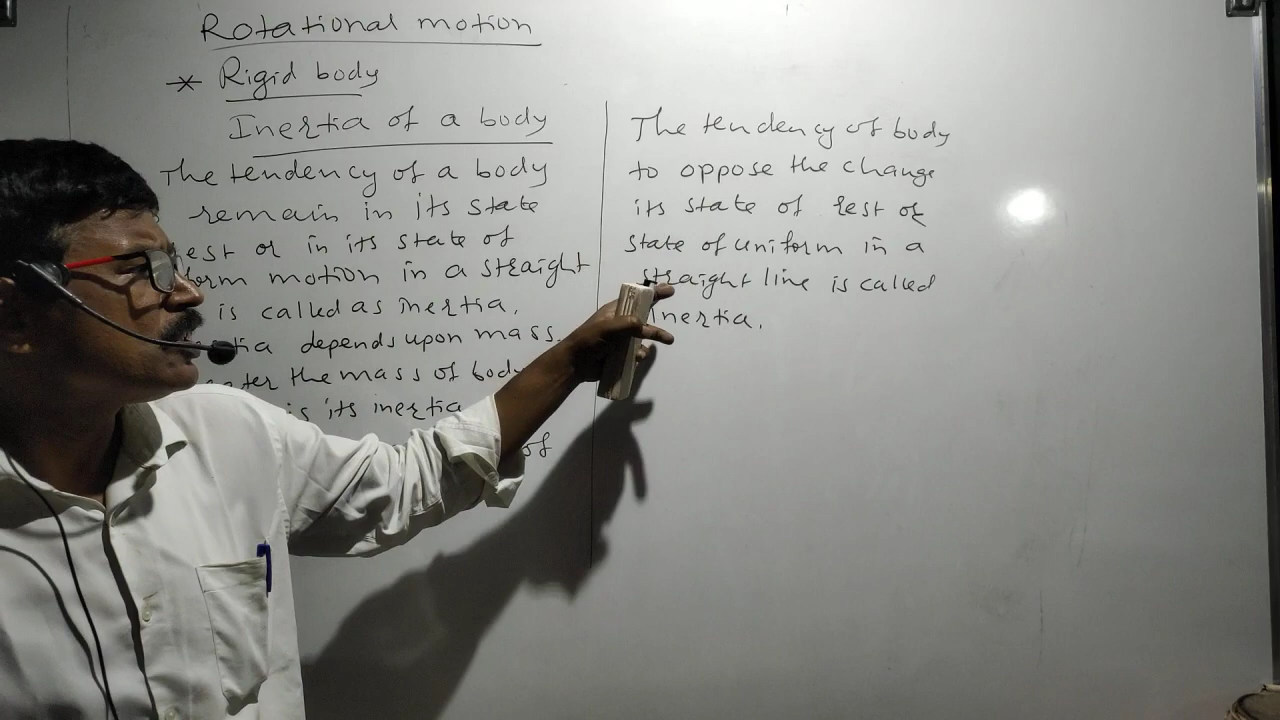 Rotational motion
* Rigid body
Inertia of a body
The tendency of a body
remain in its state
rest or in its state of
form motion in a straight
is called as inertia.
tia depends upon mass.
ater the mass of body
is its inertia
of
The tendency of body
to oppose the change
its state of rest or
state of uniform in a
straight line is called
inertia.